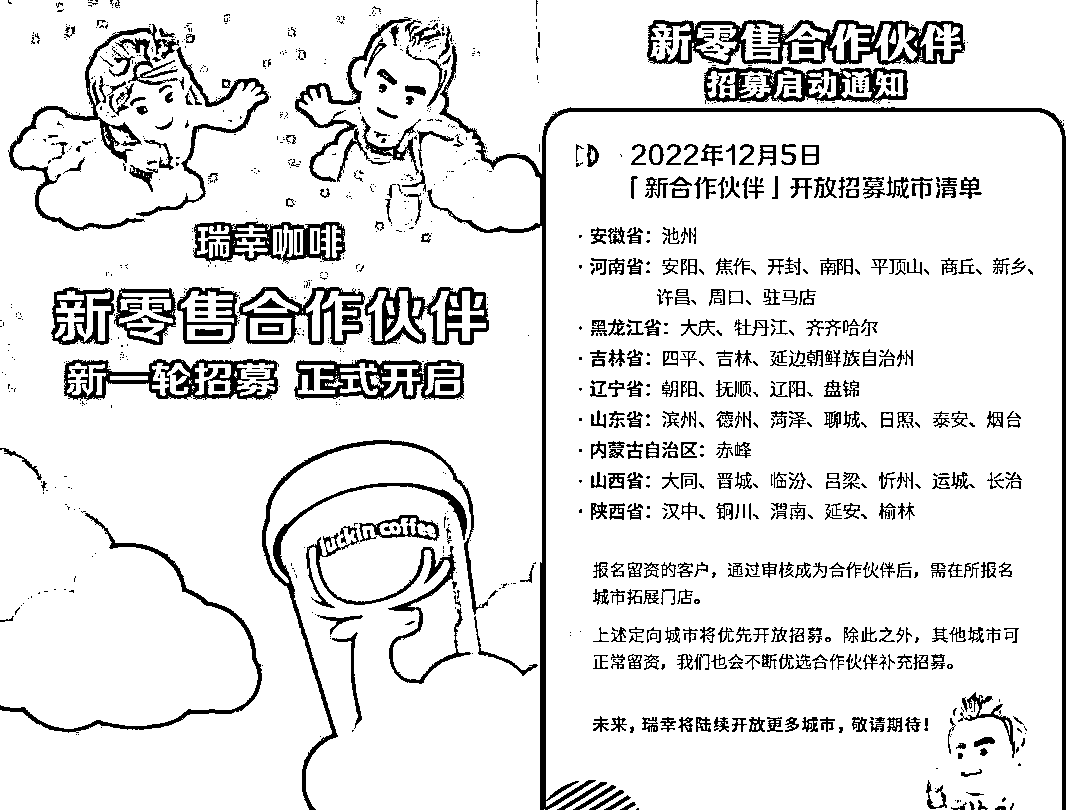 瑞幸咖啡
新零售合作伙伴
新一轮招募 正式开启
luckin coffee
新零售合作伙伴
招募启动通知
2022年12月5日
「新合作伙伴」开放招募城市清单
·安徽省：池州
·河南省：安阳、焦作、开封、南阳、平顶山、商丘、新乡、
许昌、周口、驻马店
·黑龙江省：大庆、牡丹江、齐齐哈尔
·吉林省：四平、吉林、延边朝鲜族自治州
·辽宁省：朝阳、抚顺、辽阳、盘锦
·山东省：滨州、德州、菏泽、聊城、日照、泰安、烟台
·内蒙古自治区：赤峰
·山西省：大同、晋城、临汾、吕梁、忻州、运城、长治
·陕西省：汉中、铜川、渭南、延安、榆林
报名留资的客户，通过审核成为合作伙伴后，需在所报名
城市拓展门店。
上述定向城市将优先开放招募。除此之外，其他城市可
正常留资，我们也会不断优选合作伙伴补充招募。
未来，瑞幸将陆续开放更多城市，敬请期待！